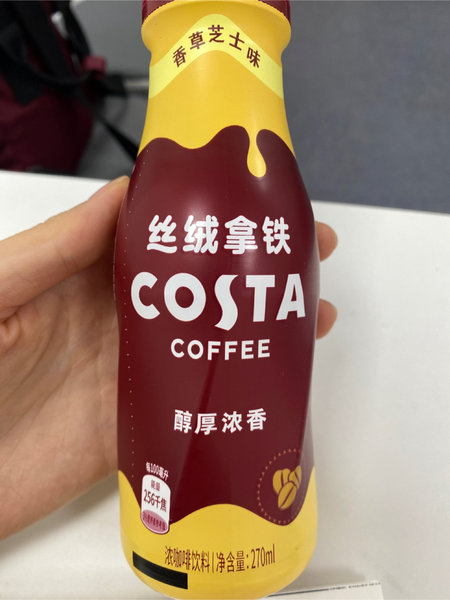 香草芝士味
丝绒拿铁
COSTA
COFFEE
醇厚浓香
每100毫升
能量
256千焦
浓咖啡饮料 | 净含量:270ml